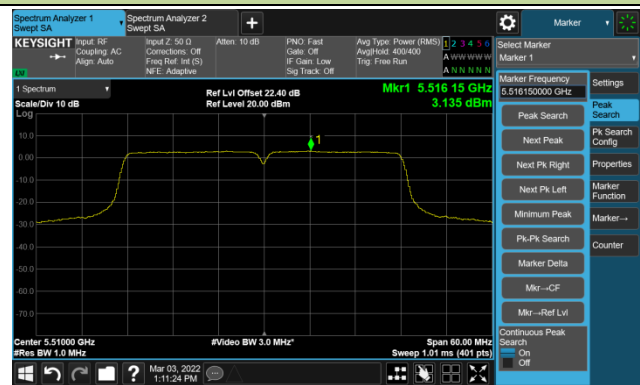 Spectrum Analyzer 1
Swept SA
Spectrum Analyzer 2
Swept SA
+
Marker
KEYSIGHT
Input: RF
Coupling: AC
Align: Auto
Input Z: 50 Ω
Corrections: Off
Freq Ref: Int (S)
NFE: Adaptive
Atten: 10 dB
PNO: Fast
Gate: Off
IF Gain: Low
Sig Track: Off
Avg Type: Power (RMS)
Avg|Hold: 400/400
Trig: Free Run
1 2 3 4 5 6
A W W W W W
A N N N N N
Select Marker
Marker 1
1 Spectrum
Scale/Div 10 dB
Log
Ref Lvl Offset 22.40 dB
Ref Level 20.00 dBm
Mkr1 5.516 15 GHz
3.135 dBm
10.0
0.00
-10.0
-20.0
-30.0
-40.0
-50.0
-60.0
-70.0
1
Center 5.51000 GHz
#Res BW 1.0 MHz
#Video BW 3.0 MHz*
Span 60.00 MHz
Sweep 1.01 ms (401 pts)
Marker Frequency
5.516150000 GHz
Peak Search
Next Peak
Next Pk Right
Next Pk Left
Minimum Peak
Pk-Pk Search
Marker Delta
Mkr→CF
Mkr→Ref Lvl
Continuous Peak
Search
On
Off
Settings
Peak
Search
Pk Search
Config
Properties
Marker
Function
Marker→
Counter
?
Mar 03, 2022
1:11:24 PM